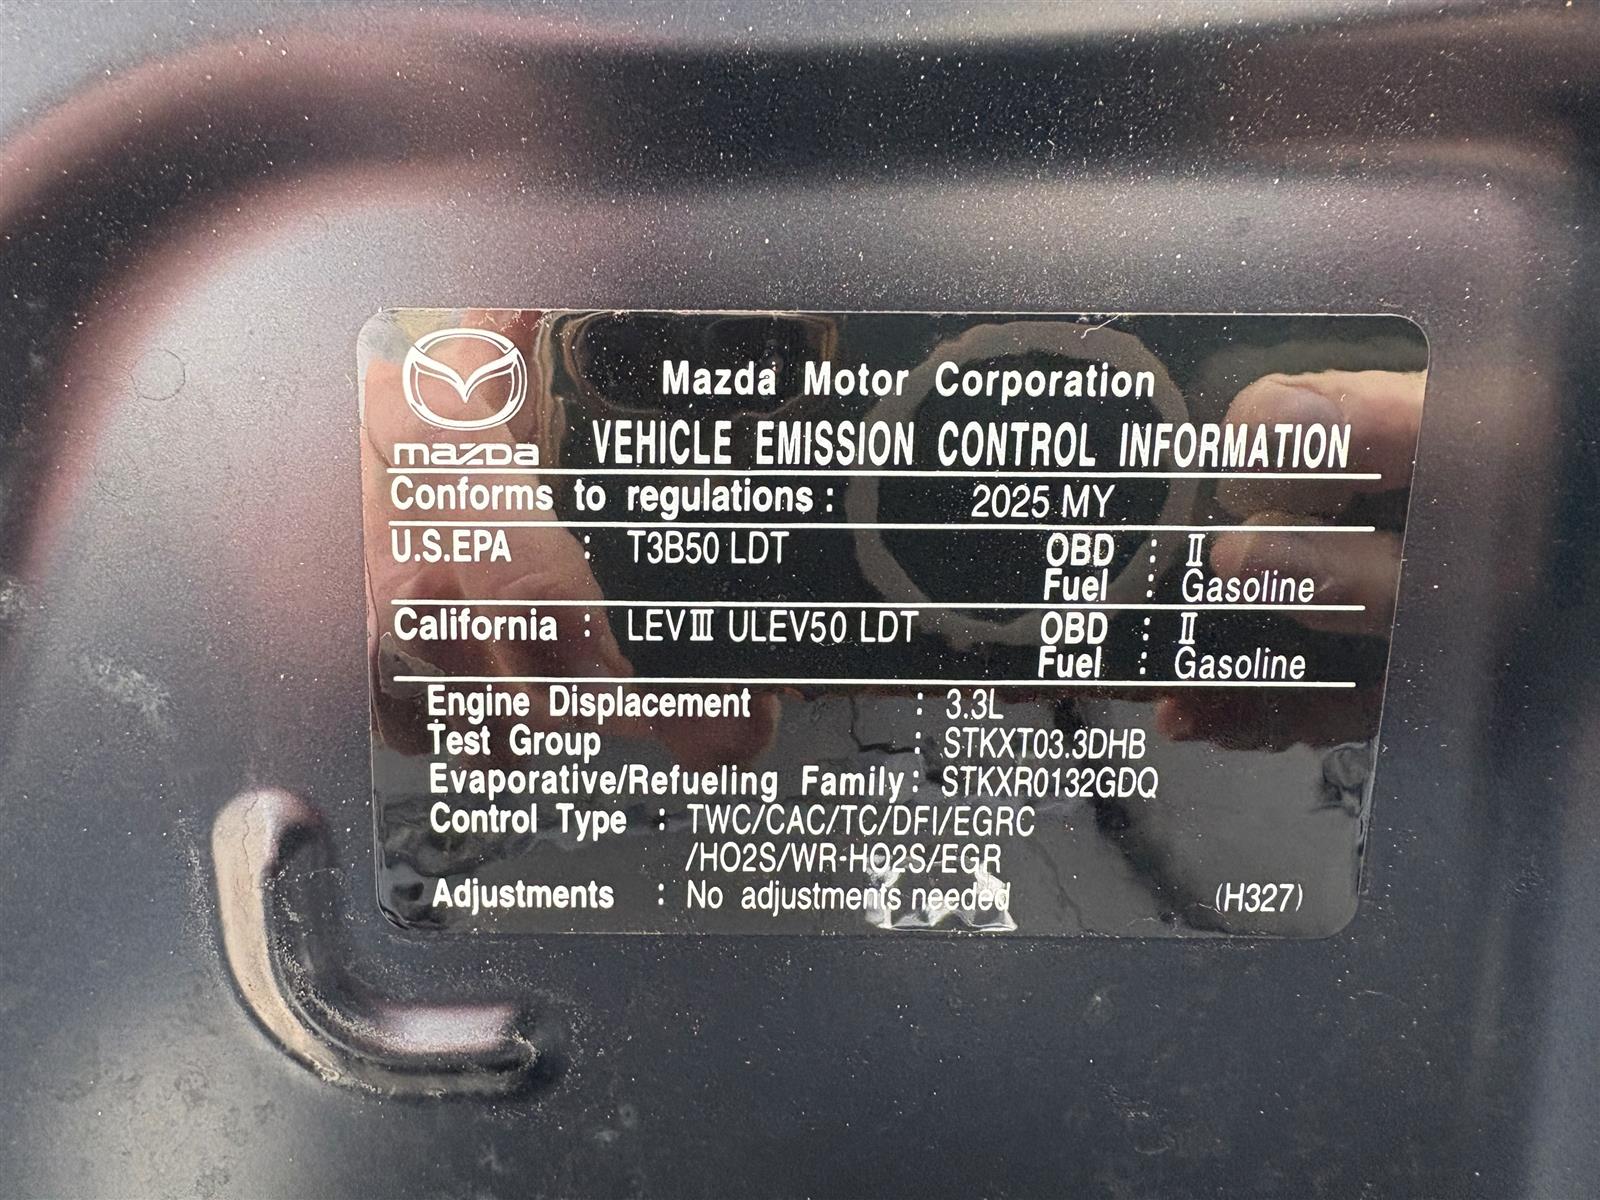 Mazda Motor Corporation
mazda VEHICLE EMISSION CONTROL INFORMATION
Conforms to regulations : 2025 MY
U.S.EPA : T3B50 LDT OBD : Ⅱ
Fuel : Gasoline
California : LEVⅢ ULEV50 LDT OBD : Ⅱ
Fuel : Gasoline
Engine Displacement : 3.3L
Test Group : STKXT03.3DHB
Evaporative/Refueling Family : STKXR0132GDQ
Control Type : TWC/CAC/TC/DFI/EGRC
/HO2S/WR-HO2S/EGR
Adjustments : No adjustments needed (H327)